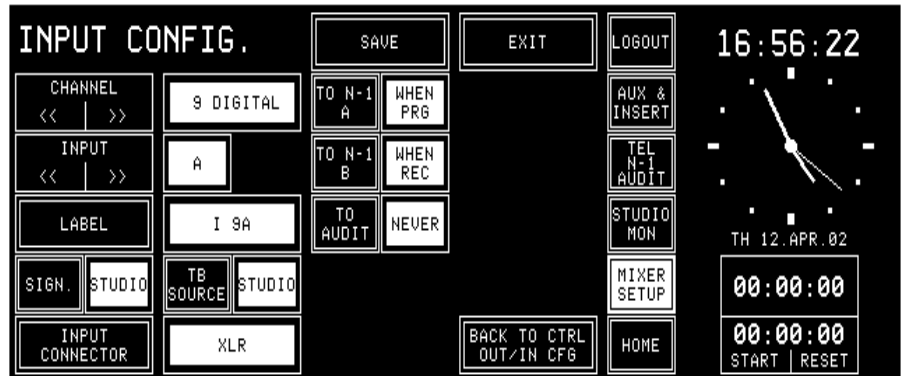 INPUT CONFIG.
SAVE
EXIT
LOGOUT
16:56:22
CHANNEL
<< | >>
9 DIGITAL
TO N-1
A
WHEN
PRG
AUX &
INSERT
INPUT
<< | >>
A
TO N-1
B
WHEN
REC
TEL
N-1
AUDIT
LABEL
I 9A
TO
AUDIT
NEVER
STUDIO
MON
TH 12.APR.02
SIGN.
STUDIO
TB
SOURCE
STUDIO
MIXER
SETUP
00:00:00
INPUT
CONNECTOR
XLR
BACK TO CTRL
OUT/IN CFG
HOME
00:00:00
START | RESET